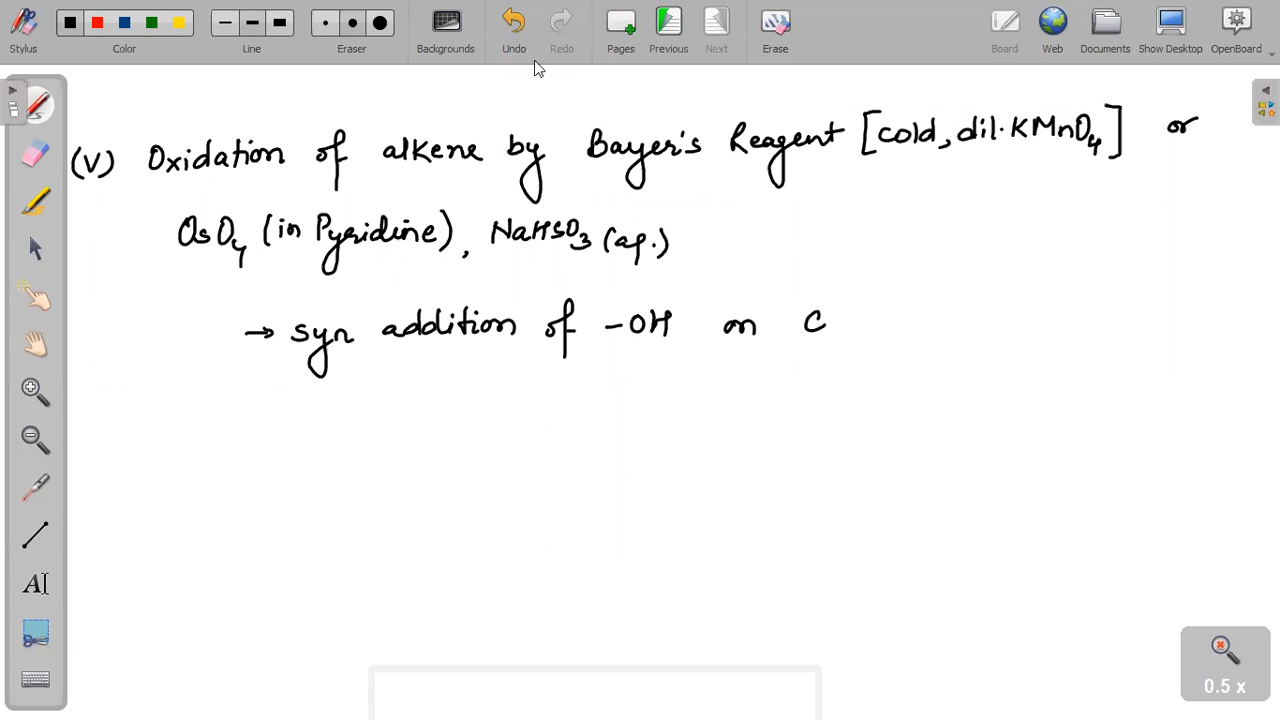 Stylus Color Line Eraser Backgrounds Undo Redo Pages Previous Next Erase Board Web Documents Show Desktop OpenBoard
(V) Oxidation of alkene by Bayer's Reagent [cold, dil. KMnO4] or
OsO4 (in Pyridine), NaHSO3 (aq.)
→ syn addition of -OH on C
AI
0.5 x